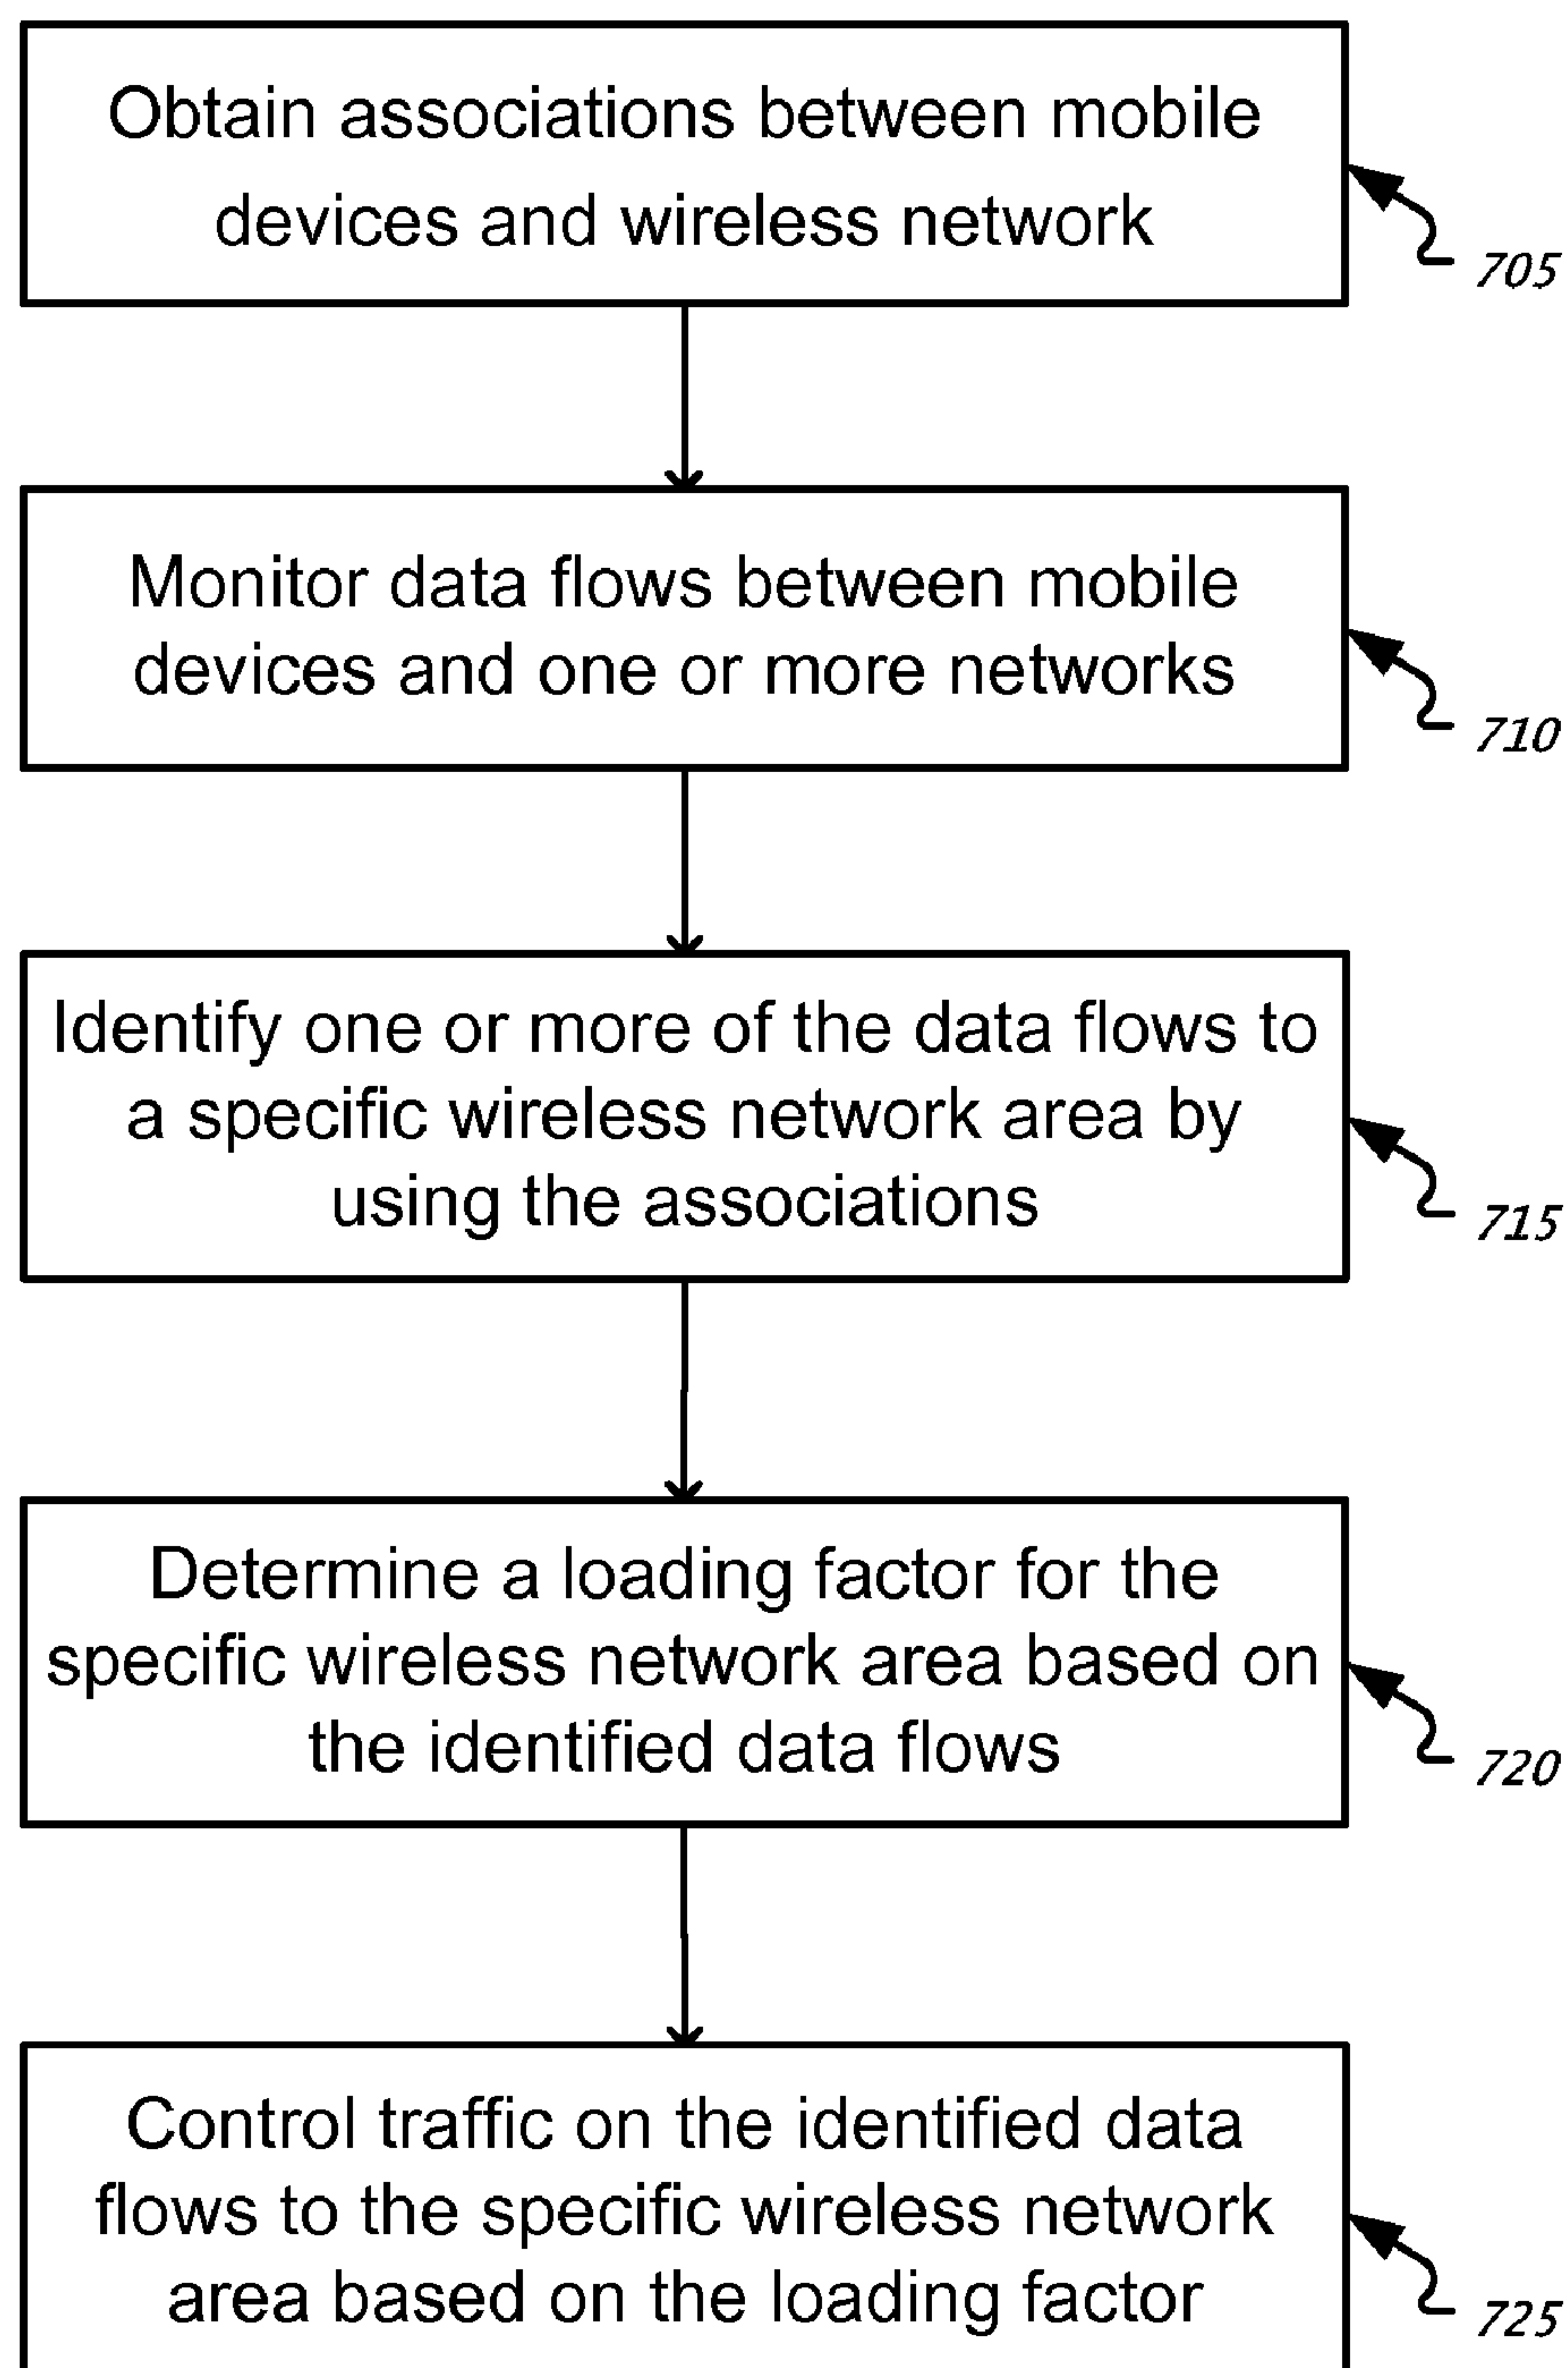 Obtain associations between mobile
devices and wireless network
705
Monitor data flows between mobile
devices and one or more networks
710
Identify one or more of the data flows to
a specific wireless network area by
using the associations
715
Determine a loading factor for the
specific wireless network area based on
the identified data flows
720
Control traffic on the identified data
flows to the specific wireless network
area based on the loading factor
725